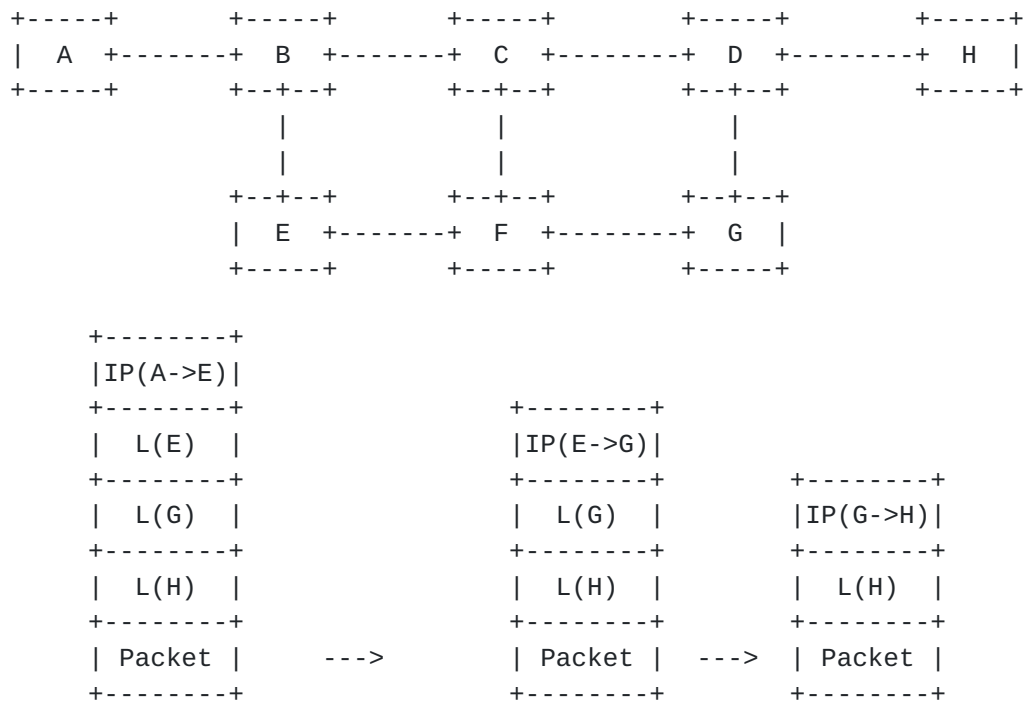 +-----+       +-----+       +-----+        +-----+        +-----+
|  A  +-------+  B  +-------+  C  +--------+  D  +--------+  H  |
+-----+       +--+--+       +--+--+        +--+--+        +-----+
                 |             |              |
                 |             |              |
              +--+--+       +--+--+        +--+--+
              |  E  +-------+  F  +--------+  G  |
              +-----+       +-----+        +-----+

     +--------+
     |IP(A->E)|
     +--------+                +--------+
     |  L(E)  |                |IP(E->G)|
     +--------+                +--------+        +--------+
     |  L(G)  |                |  L(G)  |        |IP(G->H)|
     +--------+                +--------+        +--------+
     |  L(H)  |                |  L(H)  |        |  L(H)  |
     +--------+                +--------+        +--------+
     | Packet |     --->       | Packet |  --->  | Packet |
     +--------+                +--------+        +--------+